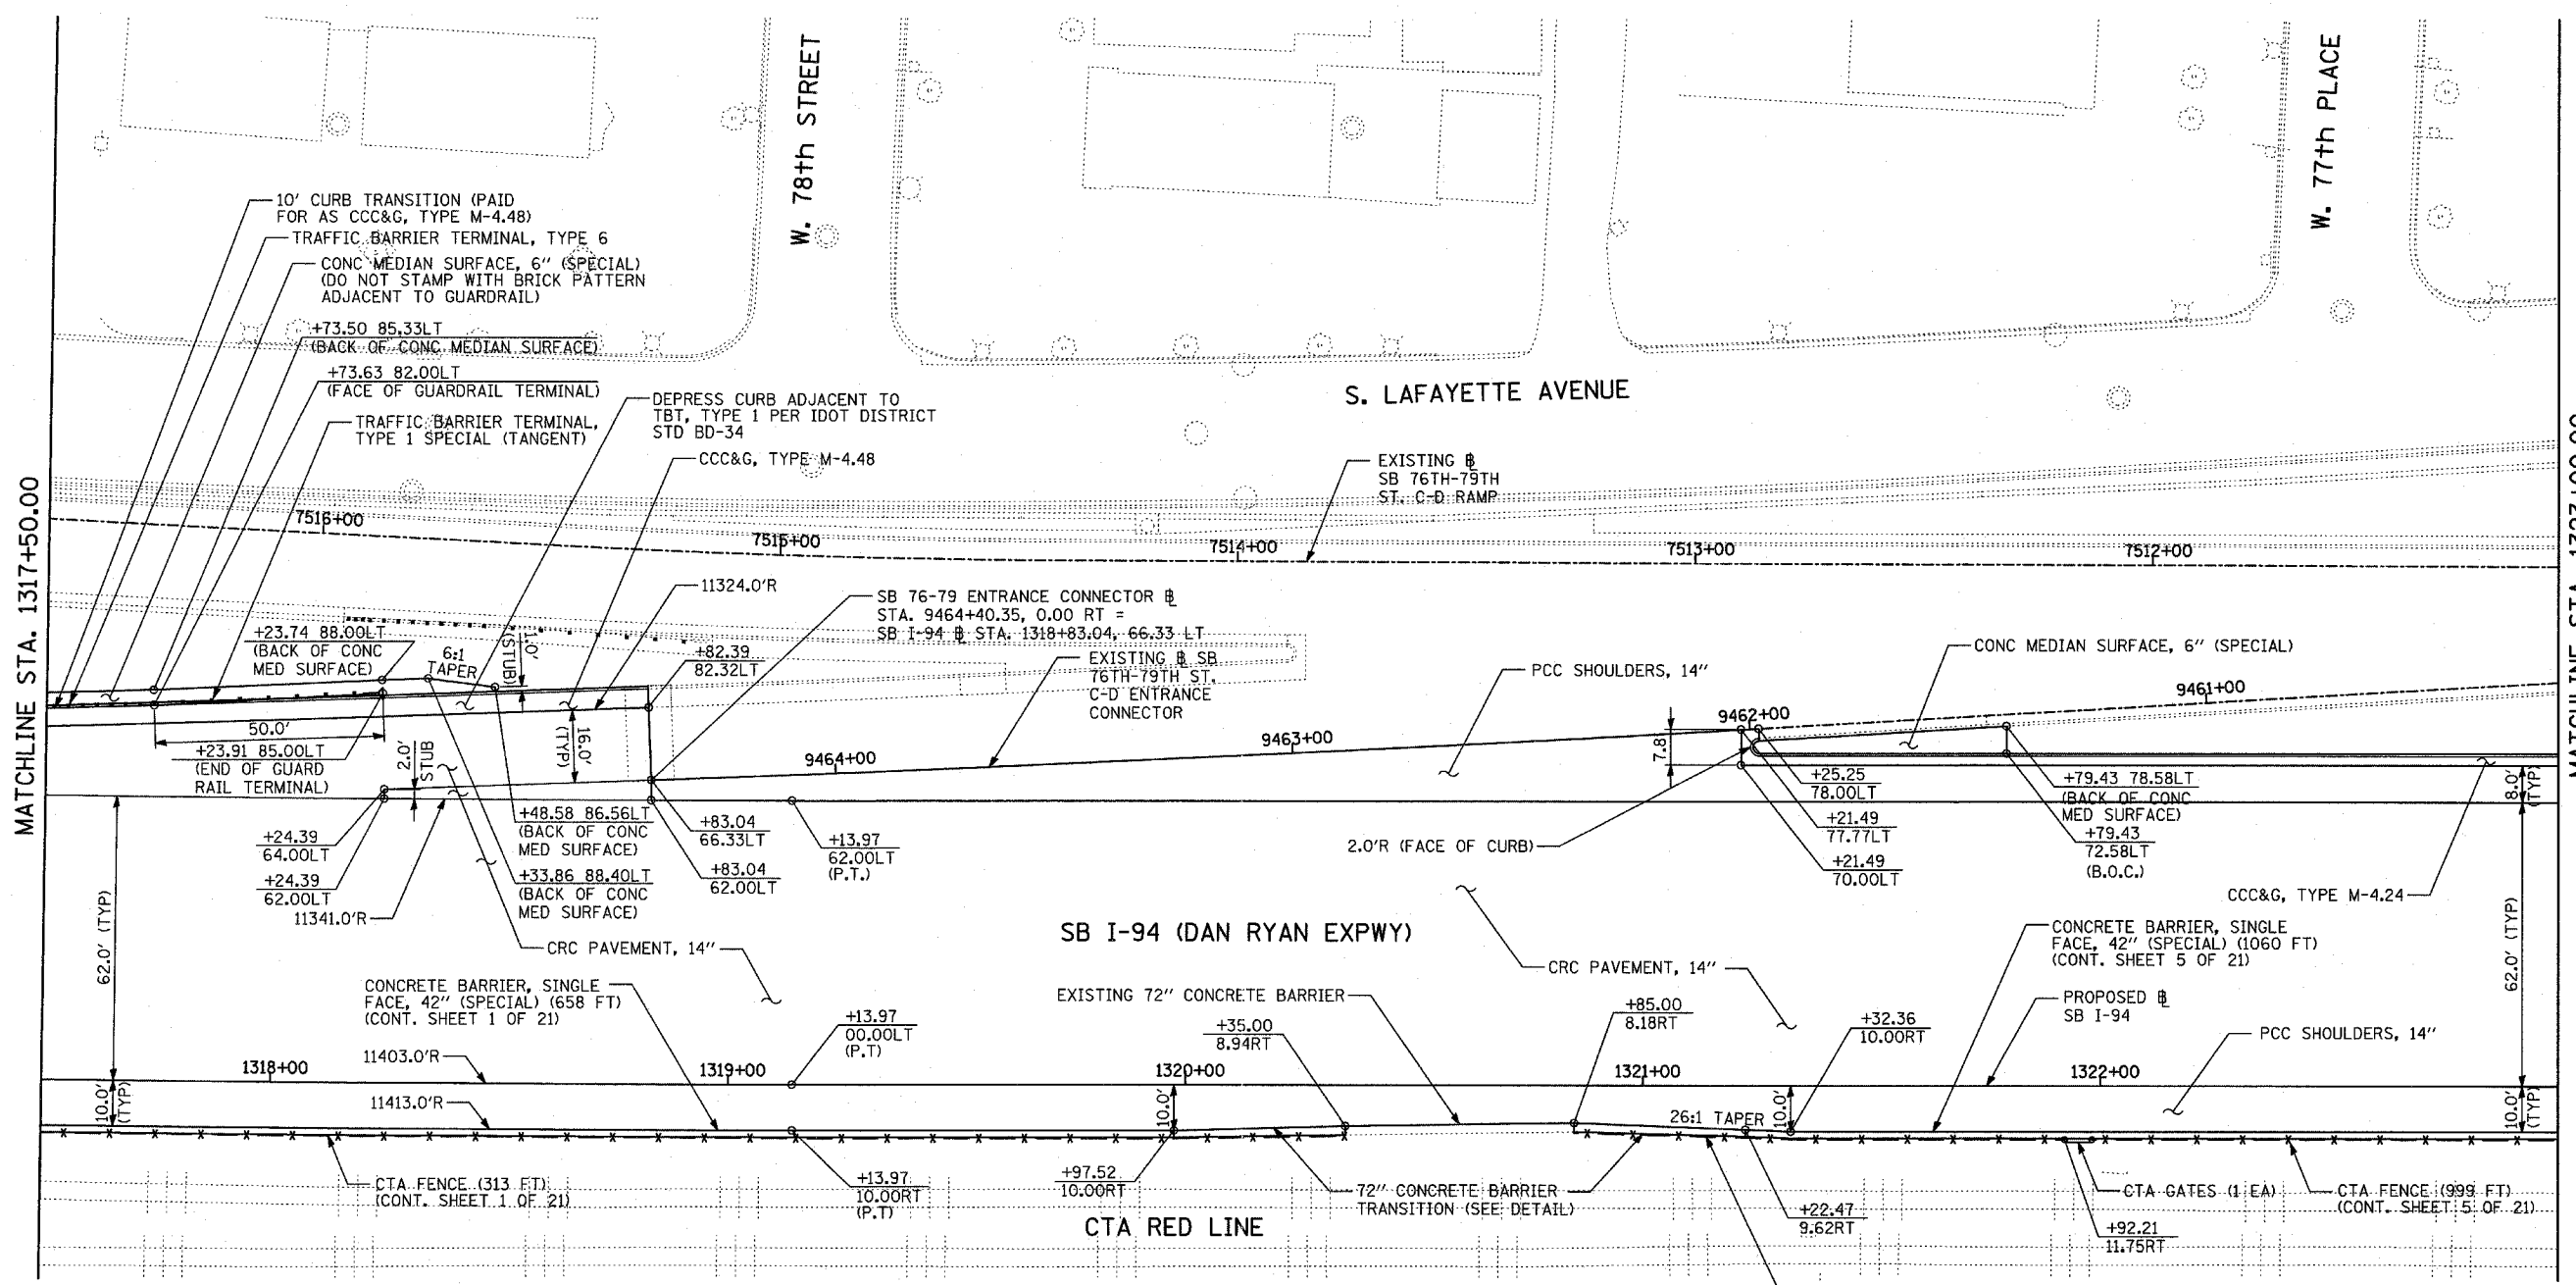 W. 78th STREET
W. 77th PLACE
10' CURB TRANSITION (PAID
FOR AS CCC&G, TYPE M-4.48)
TRAFFIC BARRIER TERMINAL, TYPE 6
CONC MEDIAN SURFACE, 6" (SPECIAL)
(DO NOT STAMP WITH BRICK PATTERN
ADJACENT TO GUARDRAIL)
+73.50 85.33LT
(BACK OF CONC MEDIAN SURFACE)
+73.63 82.00LT
(FACE OF GUARDRAIL TERMINAL)
TRAFFIC BARRIER TERMINAL,
TYPE 1 SPECIAL (TANGENT)
DEPRESS CURB ADJACENT TO
TBT, TYPE 1 PER IDOT DISTRICT
STD BD-34
CCC&G, TYPE M-4.48
S. LAFAYETTE AVENUE
EXISTING ℄
SB 76TH-79TH
ST. C-D RAMP
MATCHLINE STA. 1317+50.00
7516+00
7515+00
7514+00
7513+00
7512+00
11324.0'R
SB 76-79 ENTRANCE CONNECTOR ℄
STA. 9464+40.35, 0.00 RT =
SB I-94 ℄ STA. 1318+83.04, 66.33 LT
+23.74 88.00LT
(BACK OF CONC
MED SURFACE)
6:1
TAPER
1.0'
(STUB)
+82.39
82.32LT
EXISTING ℄ SB
76TH-79TH ST.
C-D ENTRANCE
CONNECTOR
PCC SHOULDERS, 14"
CONC MEDIAN SURFACE, 6" (SPECIAL)
9464+00
9463+00
9462+00
9461+00
50.0'
+23.91 85.00LT
(END OF GUARD
RAIL TERMINAL)
2.0'
STUB
16.0'
(TYP)
7.8'
+25.25
78.00LT
+21.49
77.77LT
+21.49
70.00LT
+79.43 78.58LT
(BACK OF CONC
MED SURFACE)
+79.43
72.58LT
(B.O.C.)
8.0'
(TYP)
2.0'R (FACE OF CURB)
+24.39
64.00LT
+24.39
62.00LT
11341.0'R
+48.58 86.56LT
(BACK OF CONC
MED SURFACE)
+33.86 88.40LT
(BACK OF CONC
MED SURFACE)
+83.04
66.33LT
+83.04
62.00LT
+13.97
62.00LT
(P.T.)
CCC&G, TYPE M-4.24
62.0' (TYP)
CRC PAVEMENT, 14"
SB I-94 (DAN RYAN EXPWY)
CRC PAVEMENT, 14"
CONCRETE BARRIER, SINGLE
FACE, 42" (SPECIAL) (1060 FT)
(CONT. SHEET 5 OF 21)
62.0' (TYP)
CONCRETE BARRIER, SINGLE
FACE, 42" (SPECIAL) (658 FT)
(CONT. SHEET 1 OF 21)
EXISTING 72" CONCRETE BARRIER
PROPOSED ℄
SB I-94
PCC SHOULDERS, 14"
+13.97
00.00LT
(P.T)
+35.00
8.94RT
+85.00
8.18RT
+32.36
10.00RT
11403.0'R
1318+00
1319+00
1320+00
1321+00
1322+00
10.0'
(TYP)
11413.0'R
10.0'
26:1 TAPER
10.0'
10.0'
(TYP)
CTA FENCE (313 FT)
(CONT. SHEET 1 OF 21)
+13.97
10.00RT
(P.T)
+97.52
10.00RT
72" CONCRETE BARRIER
TRANSITION (SEE DETAIL)
+22.47
9.62RT
CTA GATES (1 EA)
+92.21
11.75RT
CTA FENCE (999 FT)
(CONT. SHEET 5 OF 21)
CTA RED LINE